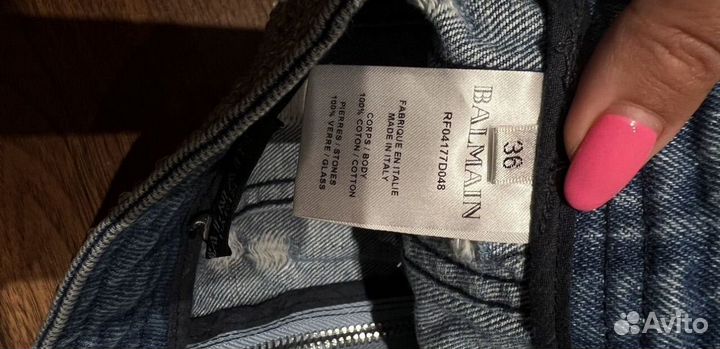 BALMAIN
36
RF04177D048
FABRIQUE EN ITALIE
MADE IN ITALY
CORPS / BODY
100% COTON / COTTON
PIERRES / STONES
100% VERRE / GLASS
Avito